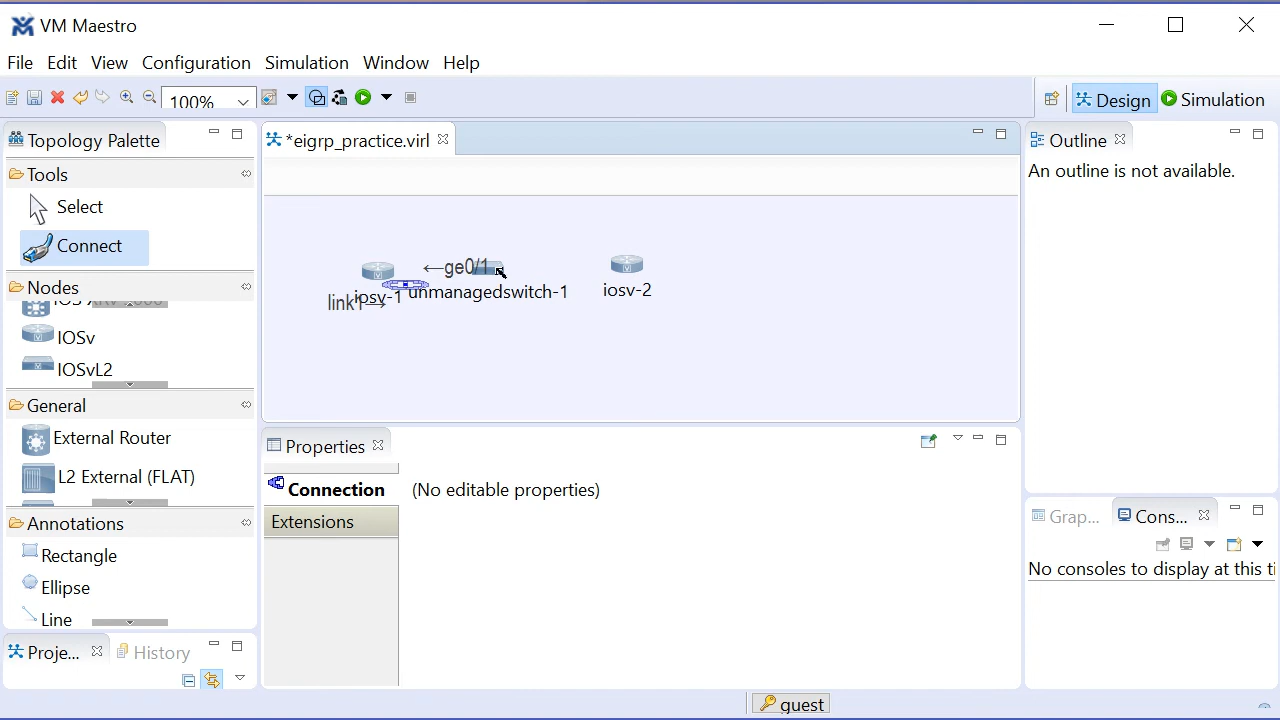 VM Maestro
File Edit View Configuration Simulation Window Help
100%
Design Simulation
Topology Palette
Tools
Select
Connect
Nodes
IOSv
IOSvL2
General
External Router
L2 External (FLAT)
Annotations
Rectangle
Ellipse
Line
Proje... History
*eigrp_practice.virl
←ge0/1
iosv-1 unmanagedswitch-1 iosv-2
link1→
Properties
Connection (No editable properties)
Extensions
Outline
An outline is not available.
Grap... Cons...
No consoles to display at this ti
guest